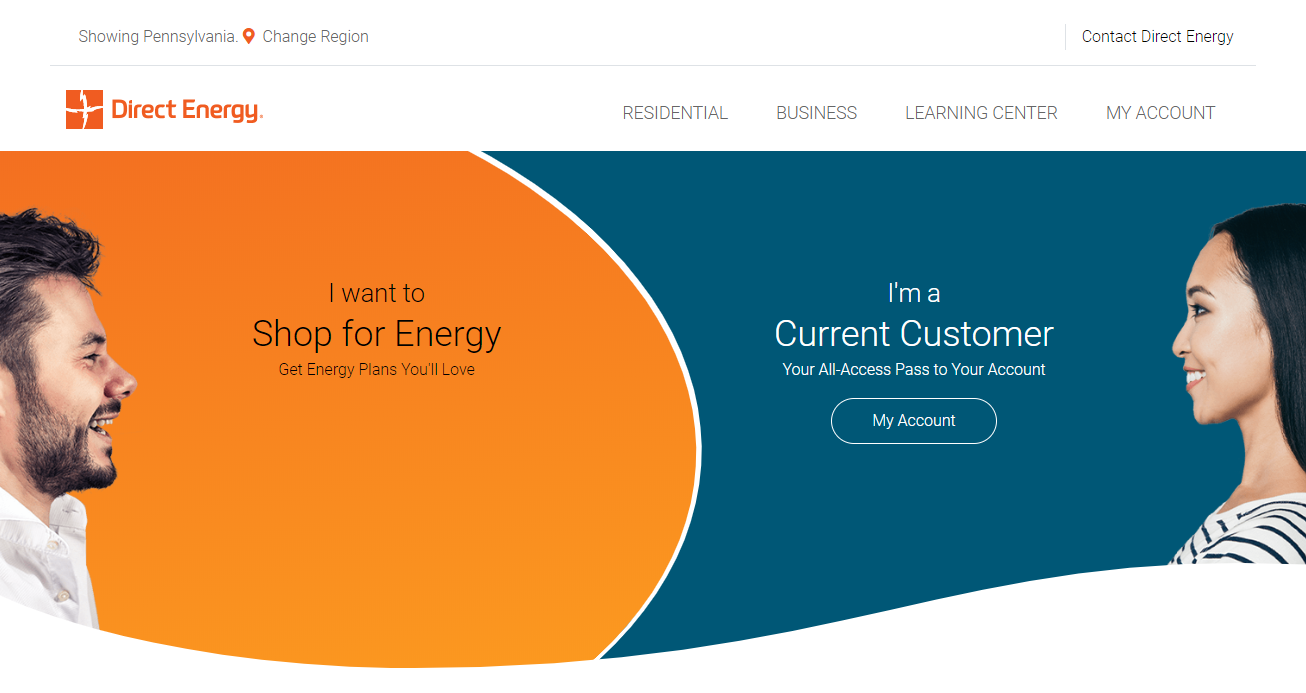 Showing Pennsylvania. Change Region
Contact Direct Energy
Direct Energy.
RESIDENTIAL
BUSINESS
LEARNING CENTER
MY ACCOUNT
I want to
Shop for Energy
Get Energy Plans You'll Love
I'm a
Current Customer
Your All-Access Pass to Your Account
My Account